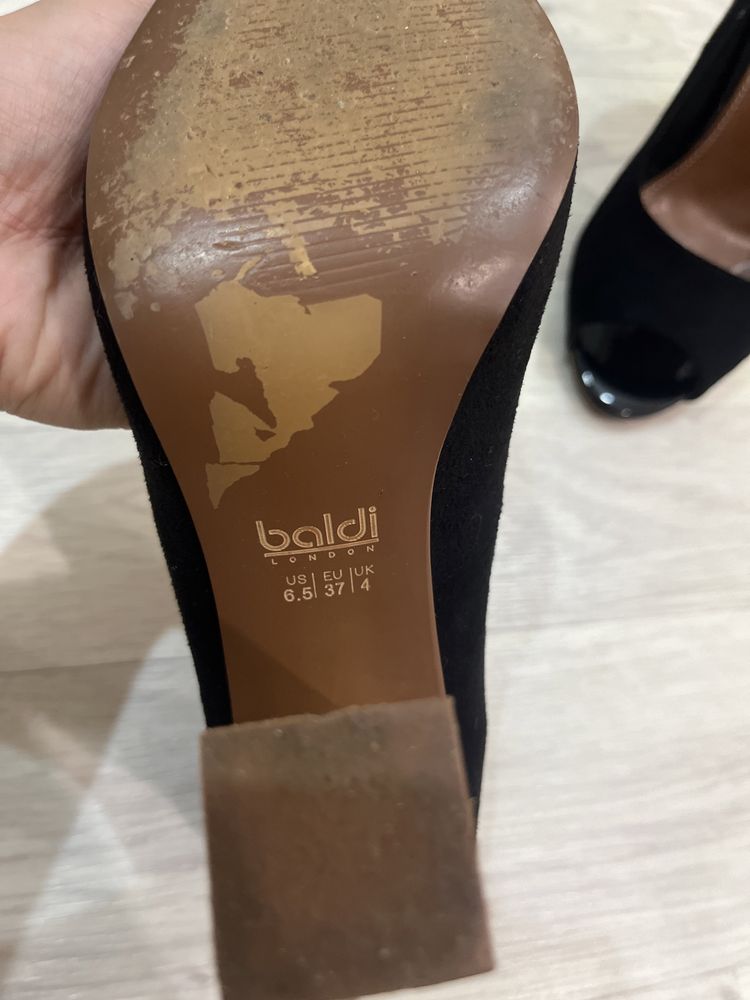 baldi
LONDON
US | EU | UK
6.5 | 37 | 4